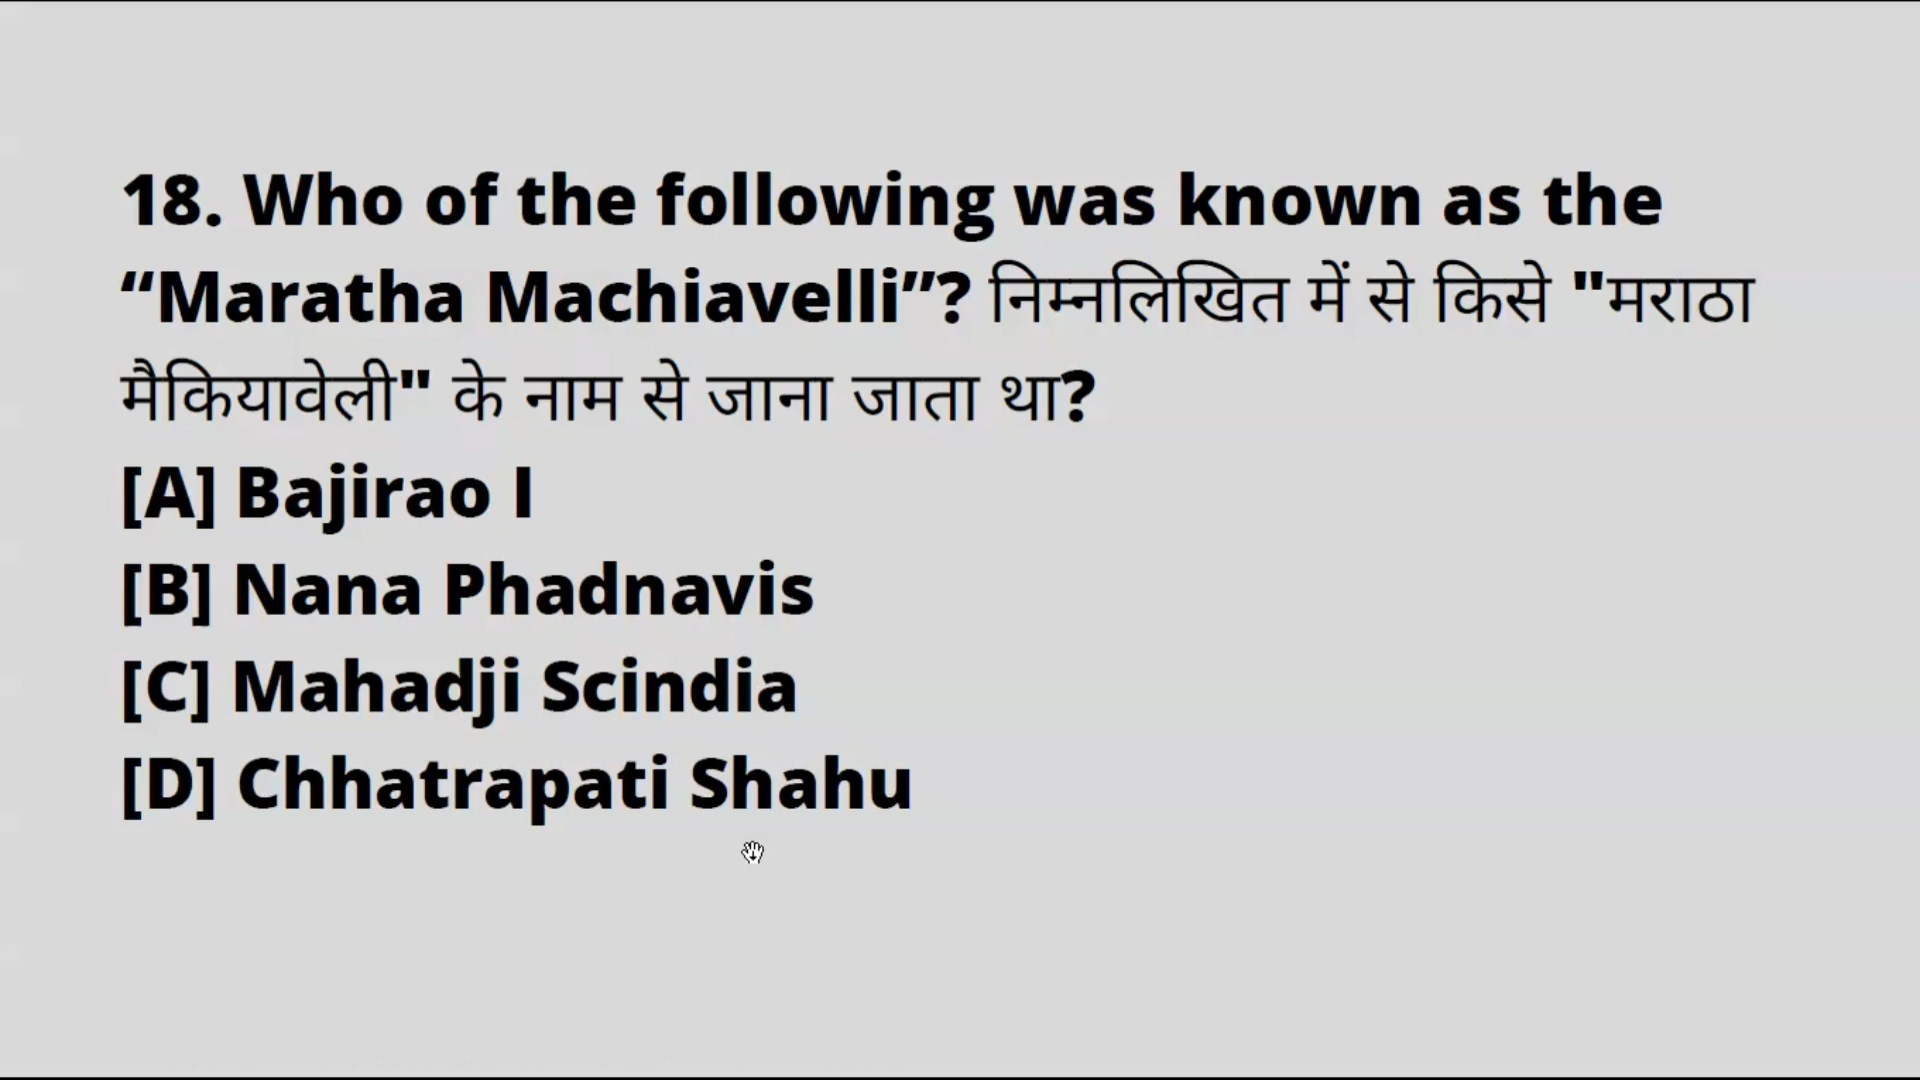 18. Who of the following was known as the
“Maratha Machiavelli”? निम्नलिखित में से किसे "मराठा
मैकियावेली" के नाम से जाना जाता था?
[A] Bajirao I
[B] Nana Phadnavis
[C] Mahadji Scindia
[D] Chhatrapati Shahu